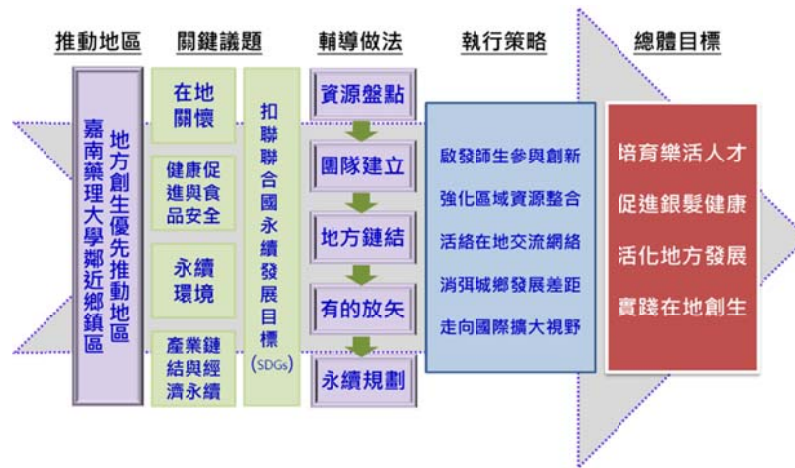 推動地區
關鍵議題
輔導做法
執行策略
總體目標
地方創生優先推動地區
嘉南藥理大學鄰近鄉鎮區
在地
關懷
健康促
進與食
品安全
永續
環境
產業鏈
結與經
濟永續
扣聯聯合國永續發展目標
(SDGs)
資源盤點
團隊建立
地方鏈結
有的放矢
永續規劃
啟發師生參與創新
強化區域資源整合
活絡在地交流網絡
消弭城鄉發展差距
走向國際擴大視野
培育樂活人才
促進銀髮健康
活化地方發展
實踐在地創生